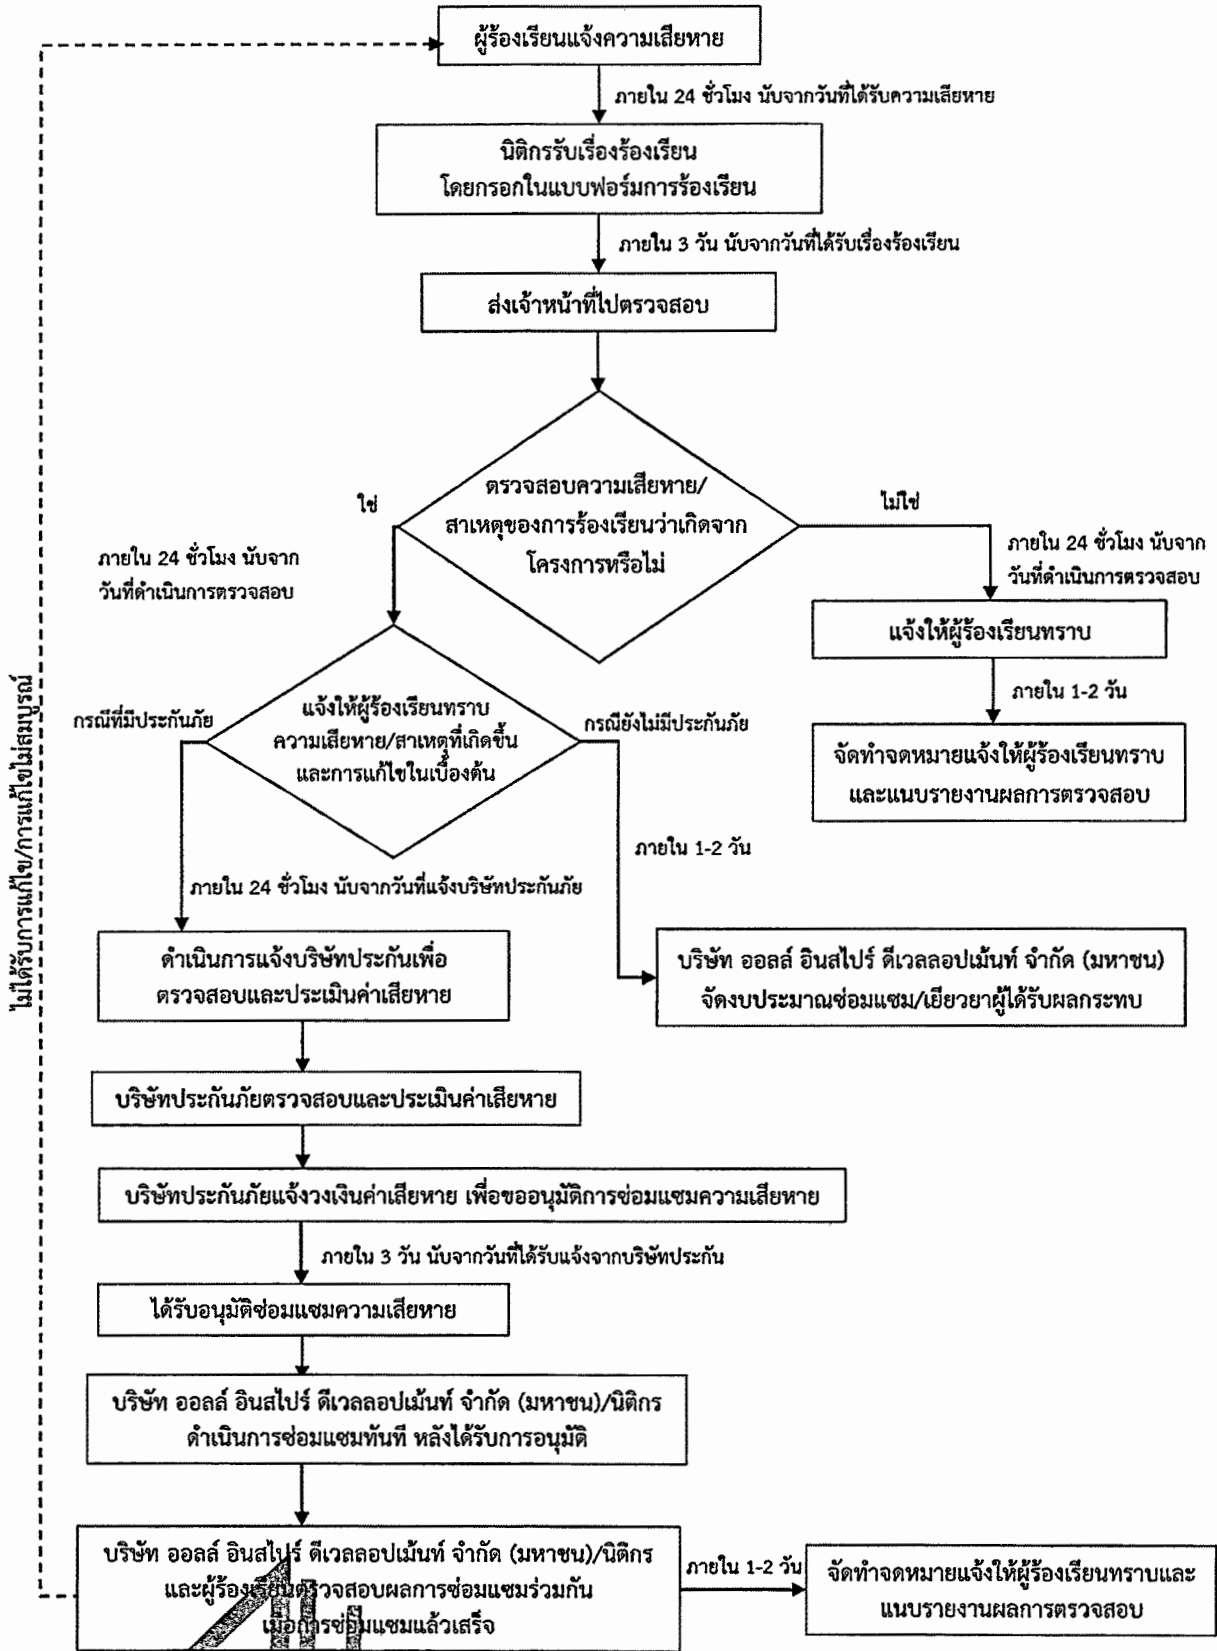 ผู้ร้องเรียนแจ้งความเสียหาย
ภายใน 24 ชั่วโมง นับจากวันที่ได้รับความเสียหาย
นิติกรรับเรื่องร้องเรียน
โดยกรอกในแบบฟอร์มการร้องเรียน
ภายใน 3 วัน นับจากวันที่ได้รับเรื่องร้องเรียน
ส่งเจ้าหน้าที่ไปตรวจสอบ
ตรวจสอบความเสียหาย/
สาเหตุของการร้องเรียนว่าเกิดจาก
โครงการหรือไม่
ใช่
ไม่ใช่
ภายใน 24 ชั่วโมง นับจาก
วันที่ดำเนินการตรวจสอบ
ภายใน 24 ชั่วโมง นับจาก
วันที่ดำเนินการตรวจสอบ
แจ้งให้ผู้ร้องเรียนทราบ
ภายใน 1-2 วัน
จัดทำจดหมายแจ้งให้ผู้ร้องเรียนทราบ
และแนบรายงานผลการตรวจสอบ
แจ้งให้ผู้ร้องเรียนทราบ
ความเสียหาย/สาเหตุที่เกิดขึ้น
และการแก้ไขในเบื้องต้น
กรณีที่มีประกันภัย
กรณียังไม่มีประกันภัย
ภายใน 1-2 วัน
ภายใน 24 ชั่วโมง นับจากวันที่แจ้งบริษัทประกันภัย
ดำเนินการแจ้งบริษัทประกันเพื่อ
ตรวจสอบและประเมินค่าเสียหาย
บริษัท ออลล์ อินสไปร์ ดีเวลลอปเม้นท์ จำกัด (มหาชน)
จัดงบประมาณซ่อมแซม/เยียวยาผู้ได้รับผลกระทบ
บริษัทประกันภัยตรวจสอบและประเมินค่าเสียหาย
บริษัทประกันภัยแจ้งวงเงินค่าเสียหาย เพื่อขออนุมัติการซ่อมแซมความเสียหาย
ภายใน 3 วัน นับจากวันที่ได้รับแจ้งจากบริษัทประกัน
ได้รับอนุมัติซ่อมแซมความเสียหาย
บริษัท ออลล์ อินสไปร์ ดีเวลลอปเม้นท์ จำกัด (มหาชน)/นิติกร
ดำเนินการซ่อมแซมทันที หลังได้รับการอนุมัติ
บริษัท ออลล์ อินสไปร์ ดีเวลลอปเม้นท์ จำกัด (มหาชน)/นิติกร
และผู้ร้องเรียนตรวจสอบผลการซ่อมแซมร่วมกัน
เมื่อการซ่อมแซมแล้วเสร็จ
ภายใน 1-2 วัน
จัดทำจดหมายแจ้งให้ผู้ร้องเรียนทราบและ
แนบรายงานผลการตรวจสอบ
ไม่ได้รับการแก้ไข/การแก้ไขไม่สมบูรณ์